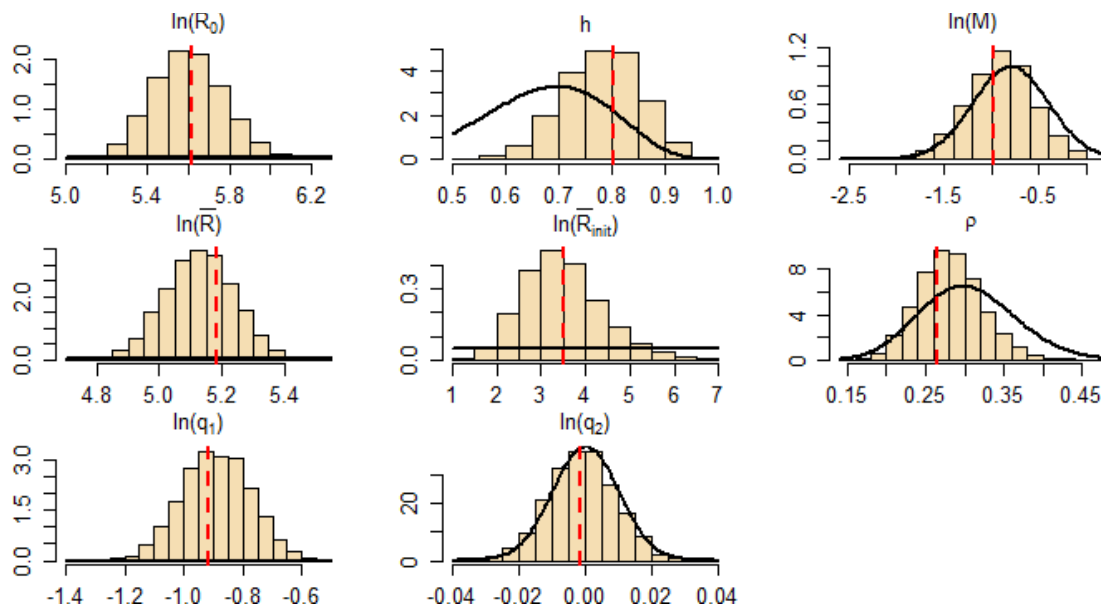 ln(R₀) h ln(M)
2.0 1.0 0.0 4 2 0 1.2 0.6 0.0
5.0 5.4 5.8 6.2 0.5 0.6 0.7 0.8 0.9 1.0 -2.5 -1.5 -0.5
ln(R̅) ln(R̅init) ρ
2.0 0.0 0.3 0.0 8 4 0
4.8 5.0 5.2 5.4 1 2 3 4 5 6 7 0.15 0.25 0.35 0.45
ln(q₁) ln(q₂)
3.0 1.5 0.0 20 0
-1.4 -1.2 -1.0 -0.8 -0.6 -0.04 -0.02 0.00 0.02 0.04